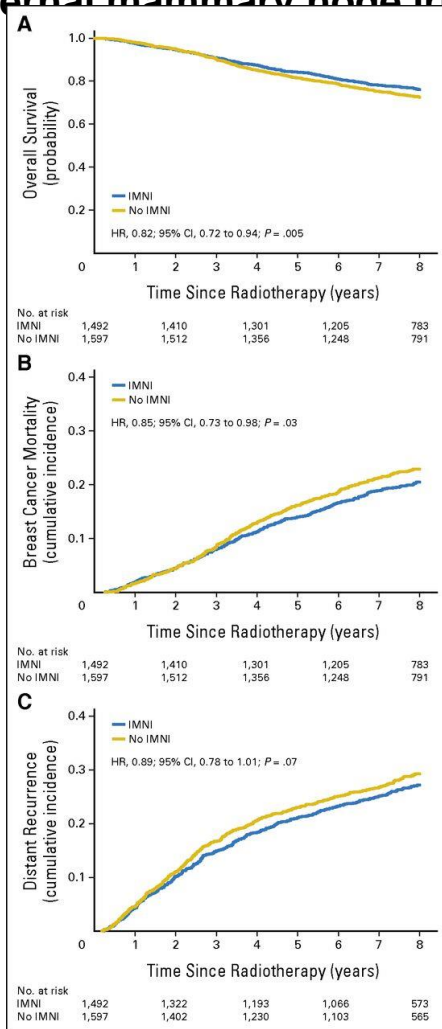 A
Overall Survival
(probability)
1.0
0.8
0.6
0.4
0.2
IMNI
No IMNI
HR, 0.82; 95% CI, 0.72 to 0.94; P = .005
0 1 2 3 4 5 6 7 8
Time Since Radiotherapy (years)
No. at risk
IMNI 1,492 1,410 1,301 1,205 783
No IMNI 1,597 1,512 1,356 1,248 791
B
Breast Cancer Mortality
(cumulative incidence)
0.4
0.3
0.2
0.1
IMNI
No IMNI
HR, 0.85; 95% CI, 0.73 to 0.98; P = .03
0 1 2 3 4 5 6 7 8
Time Since Radiotherapy (years)
No. at risk
IMNI 1,492 1,410 1,301 1,205 783
No IMNI 1,597 1,512 1,356 1,248 791
C
Distant Recurrence
(cumulative incidence)
0.4
0.3
0.2
0.1
IMNI
No IMNI
HR, 0.89; 95% CI, 0.78 to 1.01; P = .07
0 1 2 3 4 5 6 7 8
Time Since Radiotherapy (years)
No. at risk
IMNI 1,492 1,322 1,193 1,066 573
No IMNI 1,597 1,402 1,230 1,103 565